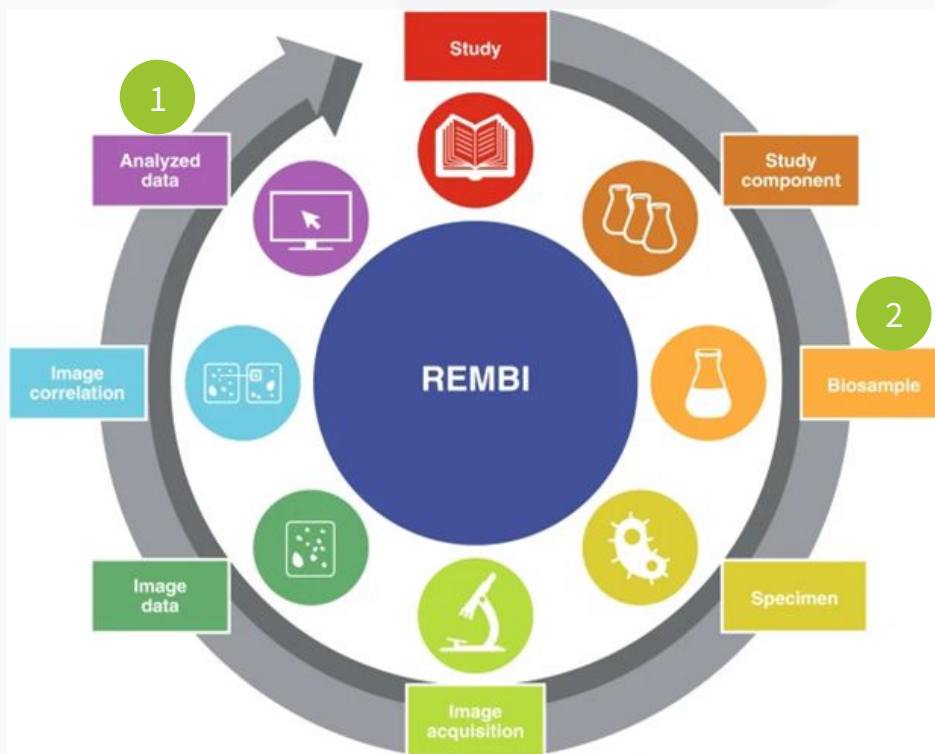 Study
1
Analyzed
data
Study
component
2
Image
correlation
REMBI
Biosample
Image
data
Specimen
Image
acquisition